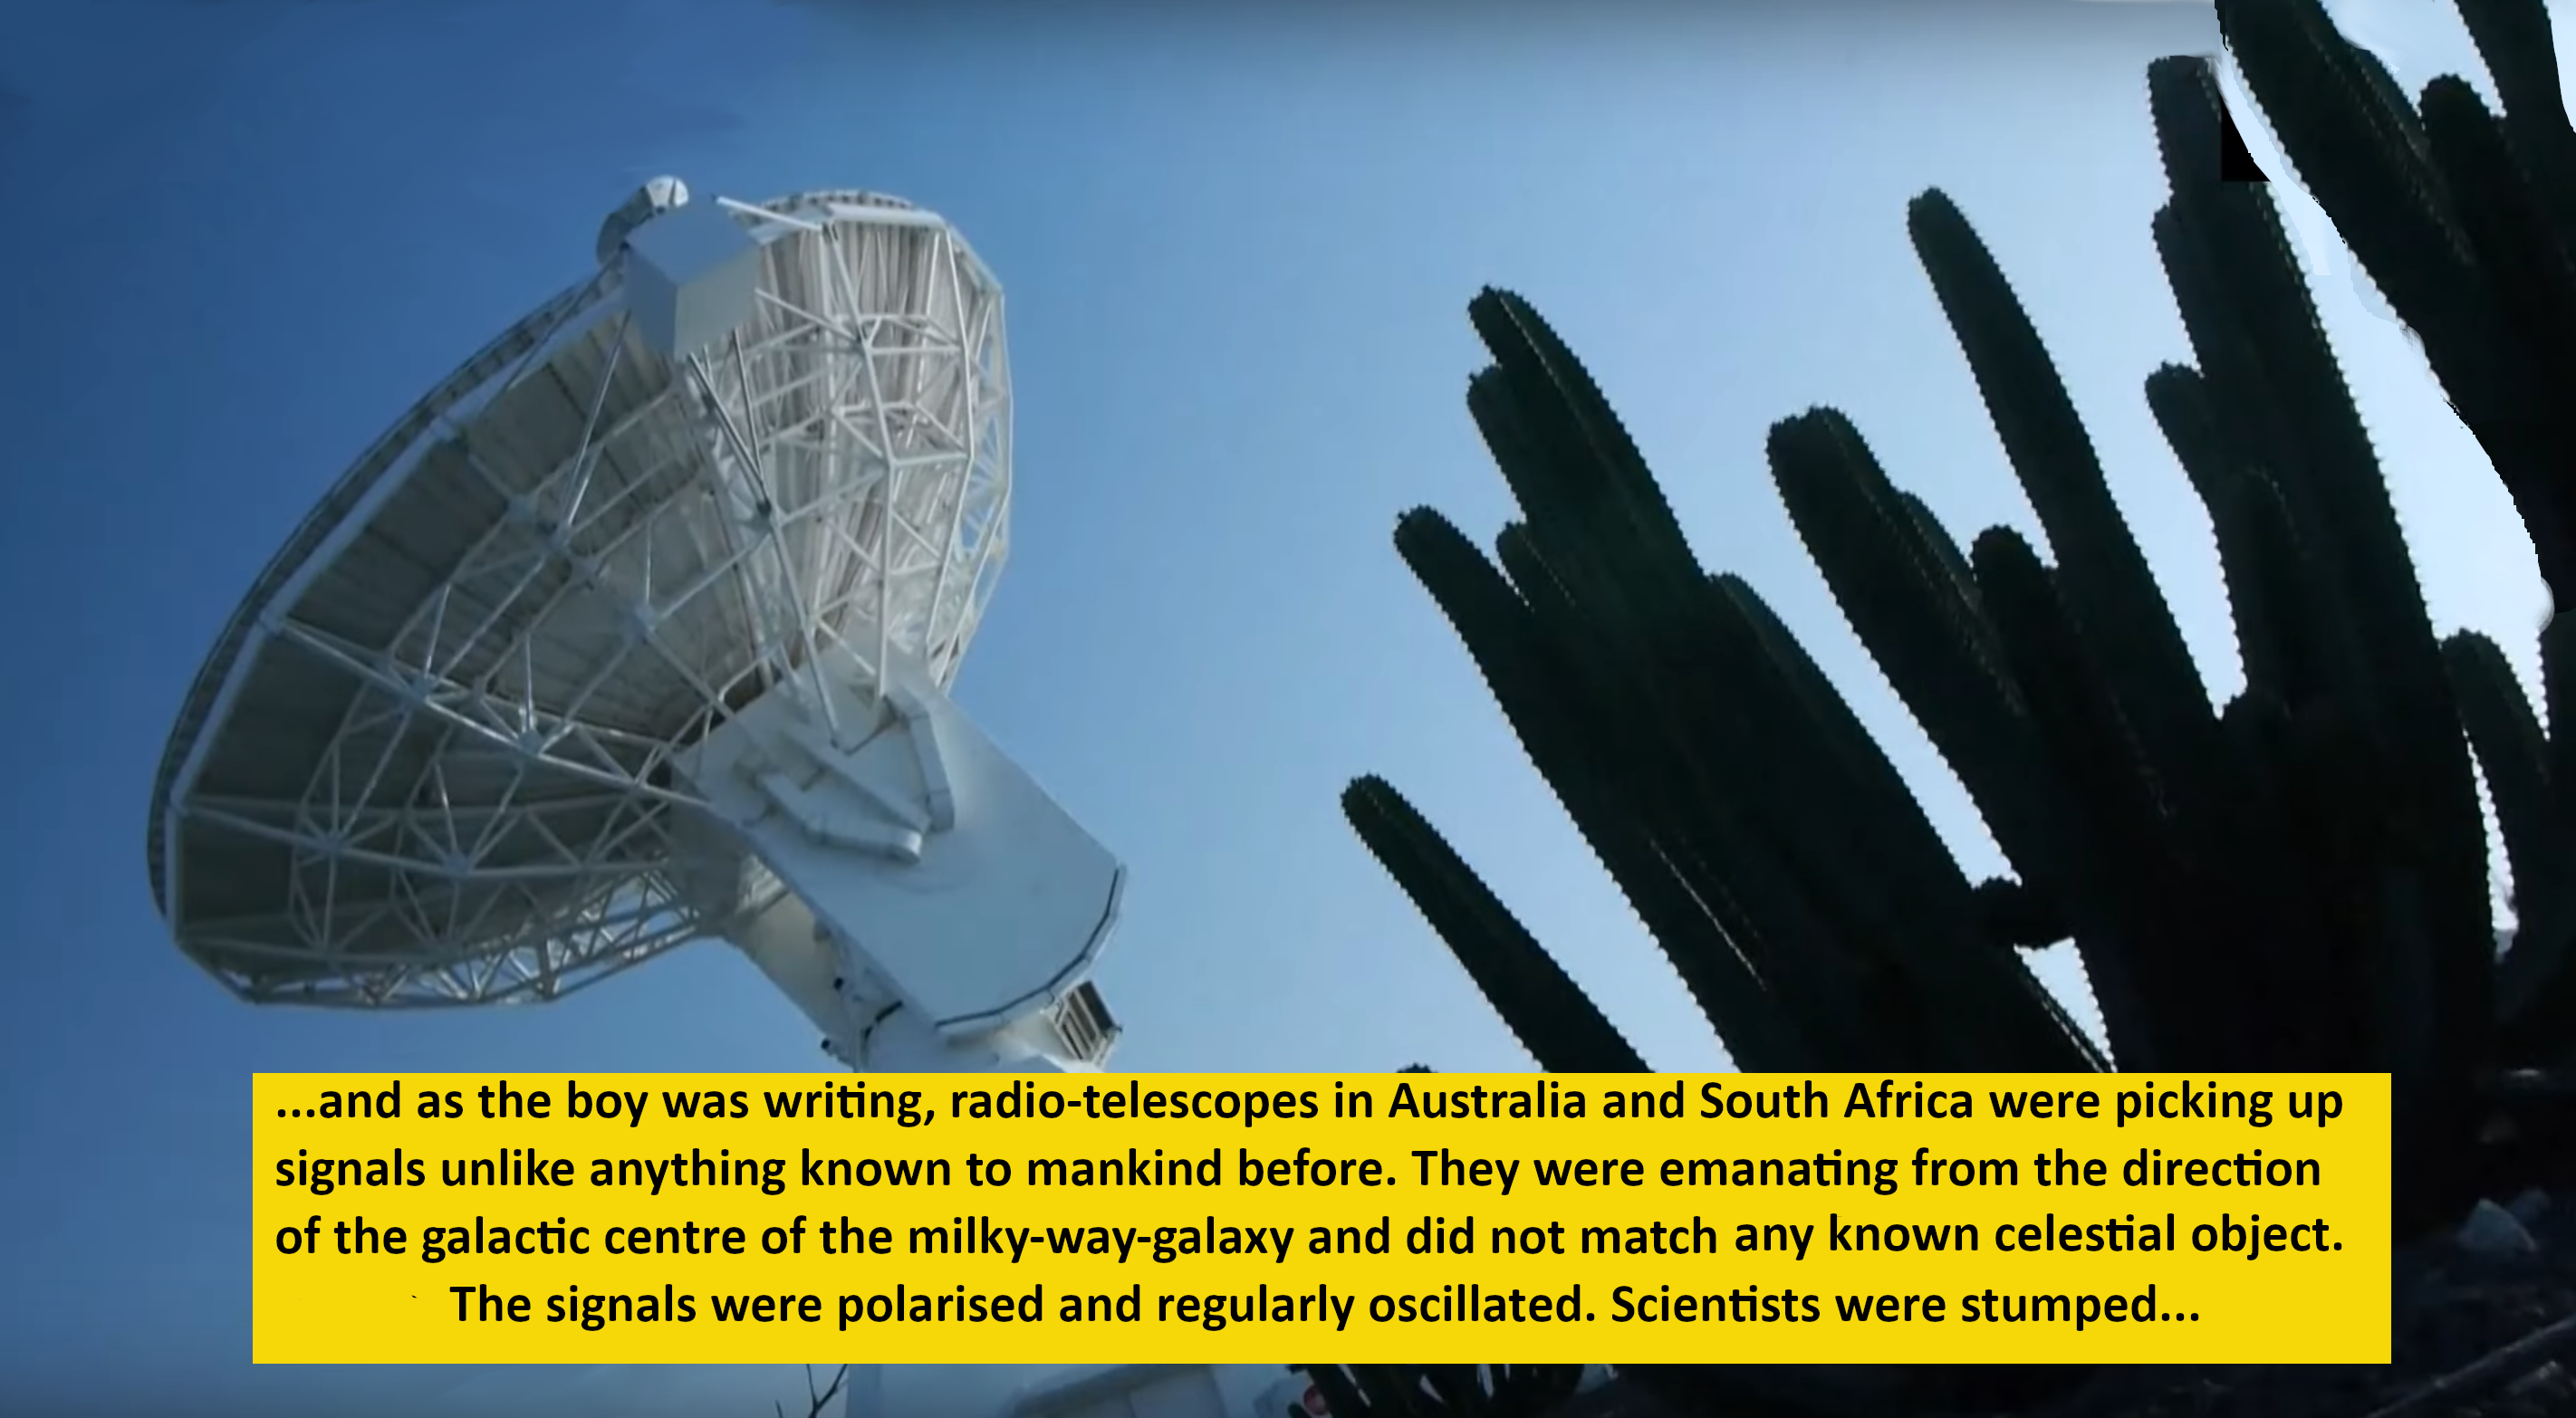 ...and as the boy was writing, radio-telescopes in Australia and South Africa were picking up
signals unlike anything known to mankind before. They were emanating from the direction
of the galactic centre of the milky-way-galaxy and did not match any known celestial object.
The signals were polarised and regularly oscillated. Scientists were stumped...